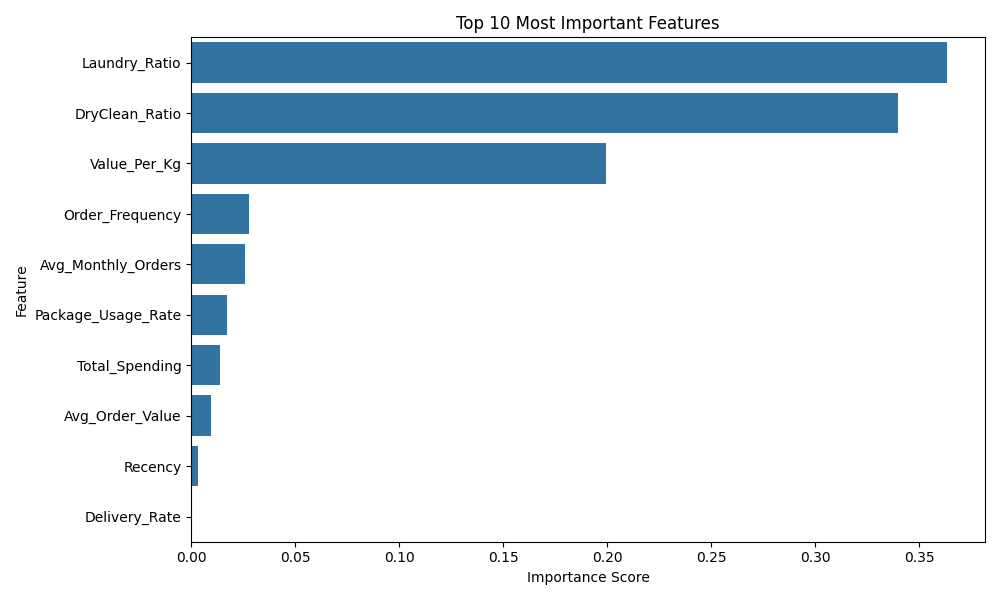 Top 10 Most Important Features
Laundry_Ratio
DryClean_Ratio
Value_Per_Kg
Order_Frequency
Avg_Monthly_Orders
Package_Usage_Rate
Total_Spending
Avg_Order_Value
Recency
Delivery_Rate
Feature
0.00 0.05 0.10 0.15 0.20 0.25 0.30 0.35
Importance Score